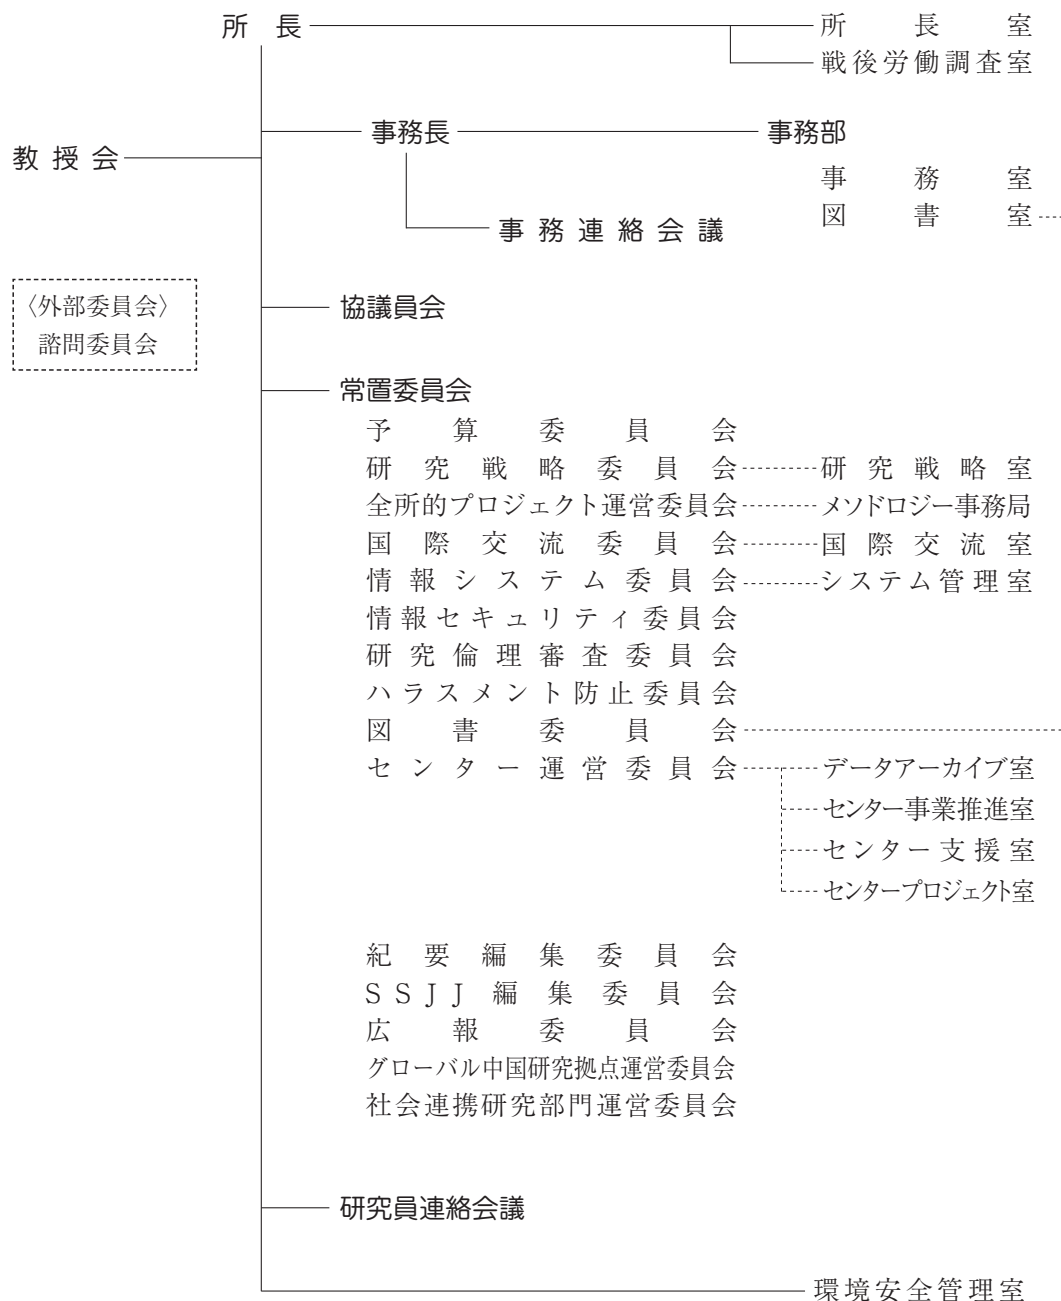 所長
所長室
戦後労働調査室
事務長
事務部
教授会
事務室
図書室
事務連絡会議
〈外部委員会〉
諮問委員会
協議員会
常置委員会
予算委員会
研究戦略委員会
研究戦略室
全所的プロジェクト運営委員会
メソドロジー事務局
国際交流委員会
国際交流室
情報システム委員会
システム管理室
情報セキュリティ委員会
研究倫理審査委員会
ハラスメント防止委員会
図書委員会
センター運営委員会
データアーカイブ室
センター事業推進室
センター支援室
センタープロジェクト室
紀要編集委員会
SSJJ編集委員会
広報委員会
グローバル中国研究拠点運営委員会
社会連携研究部門運営委員会
研究員連絡会議
環境安全管理室